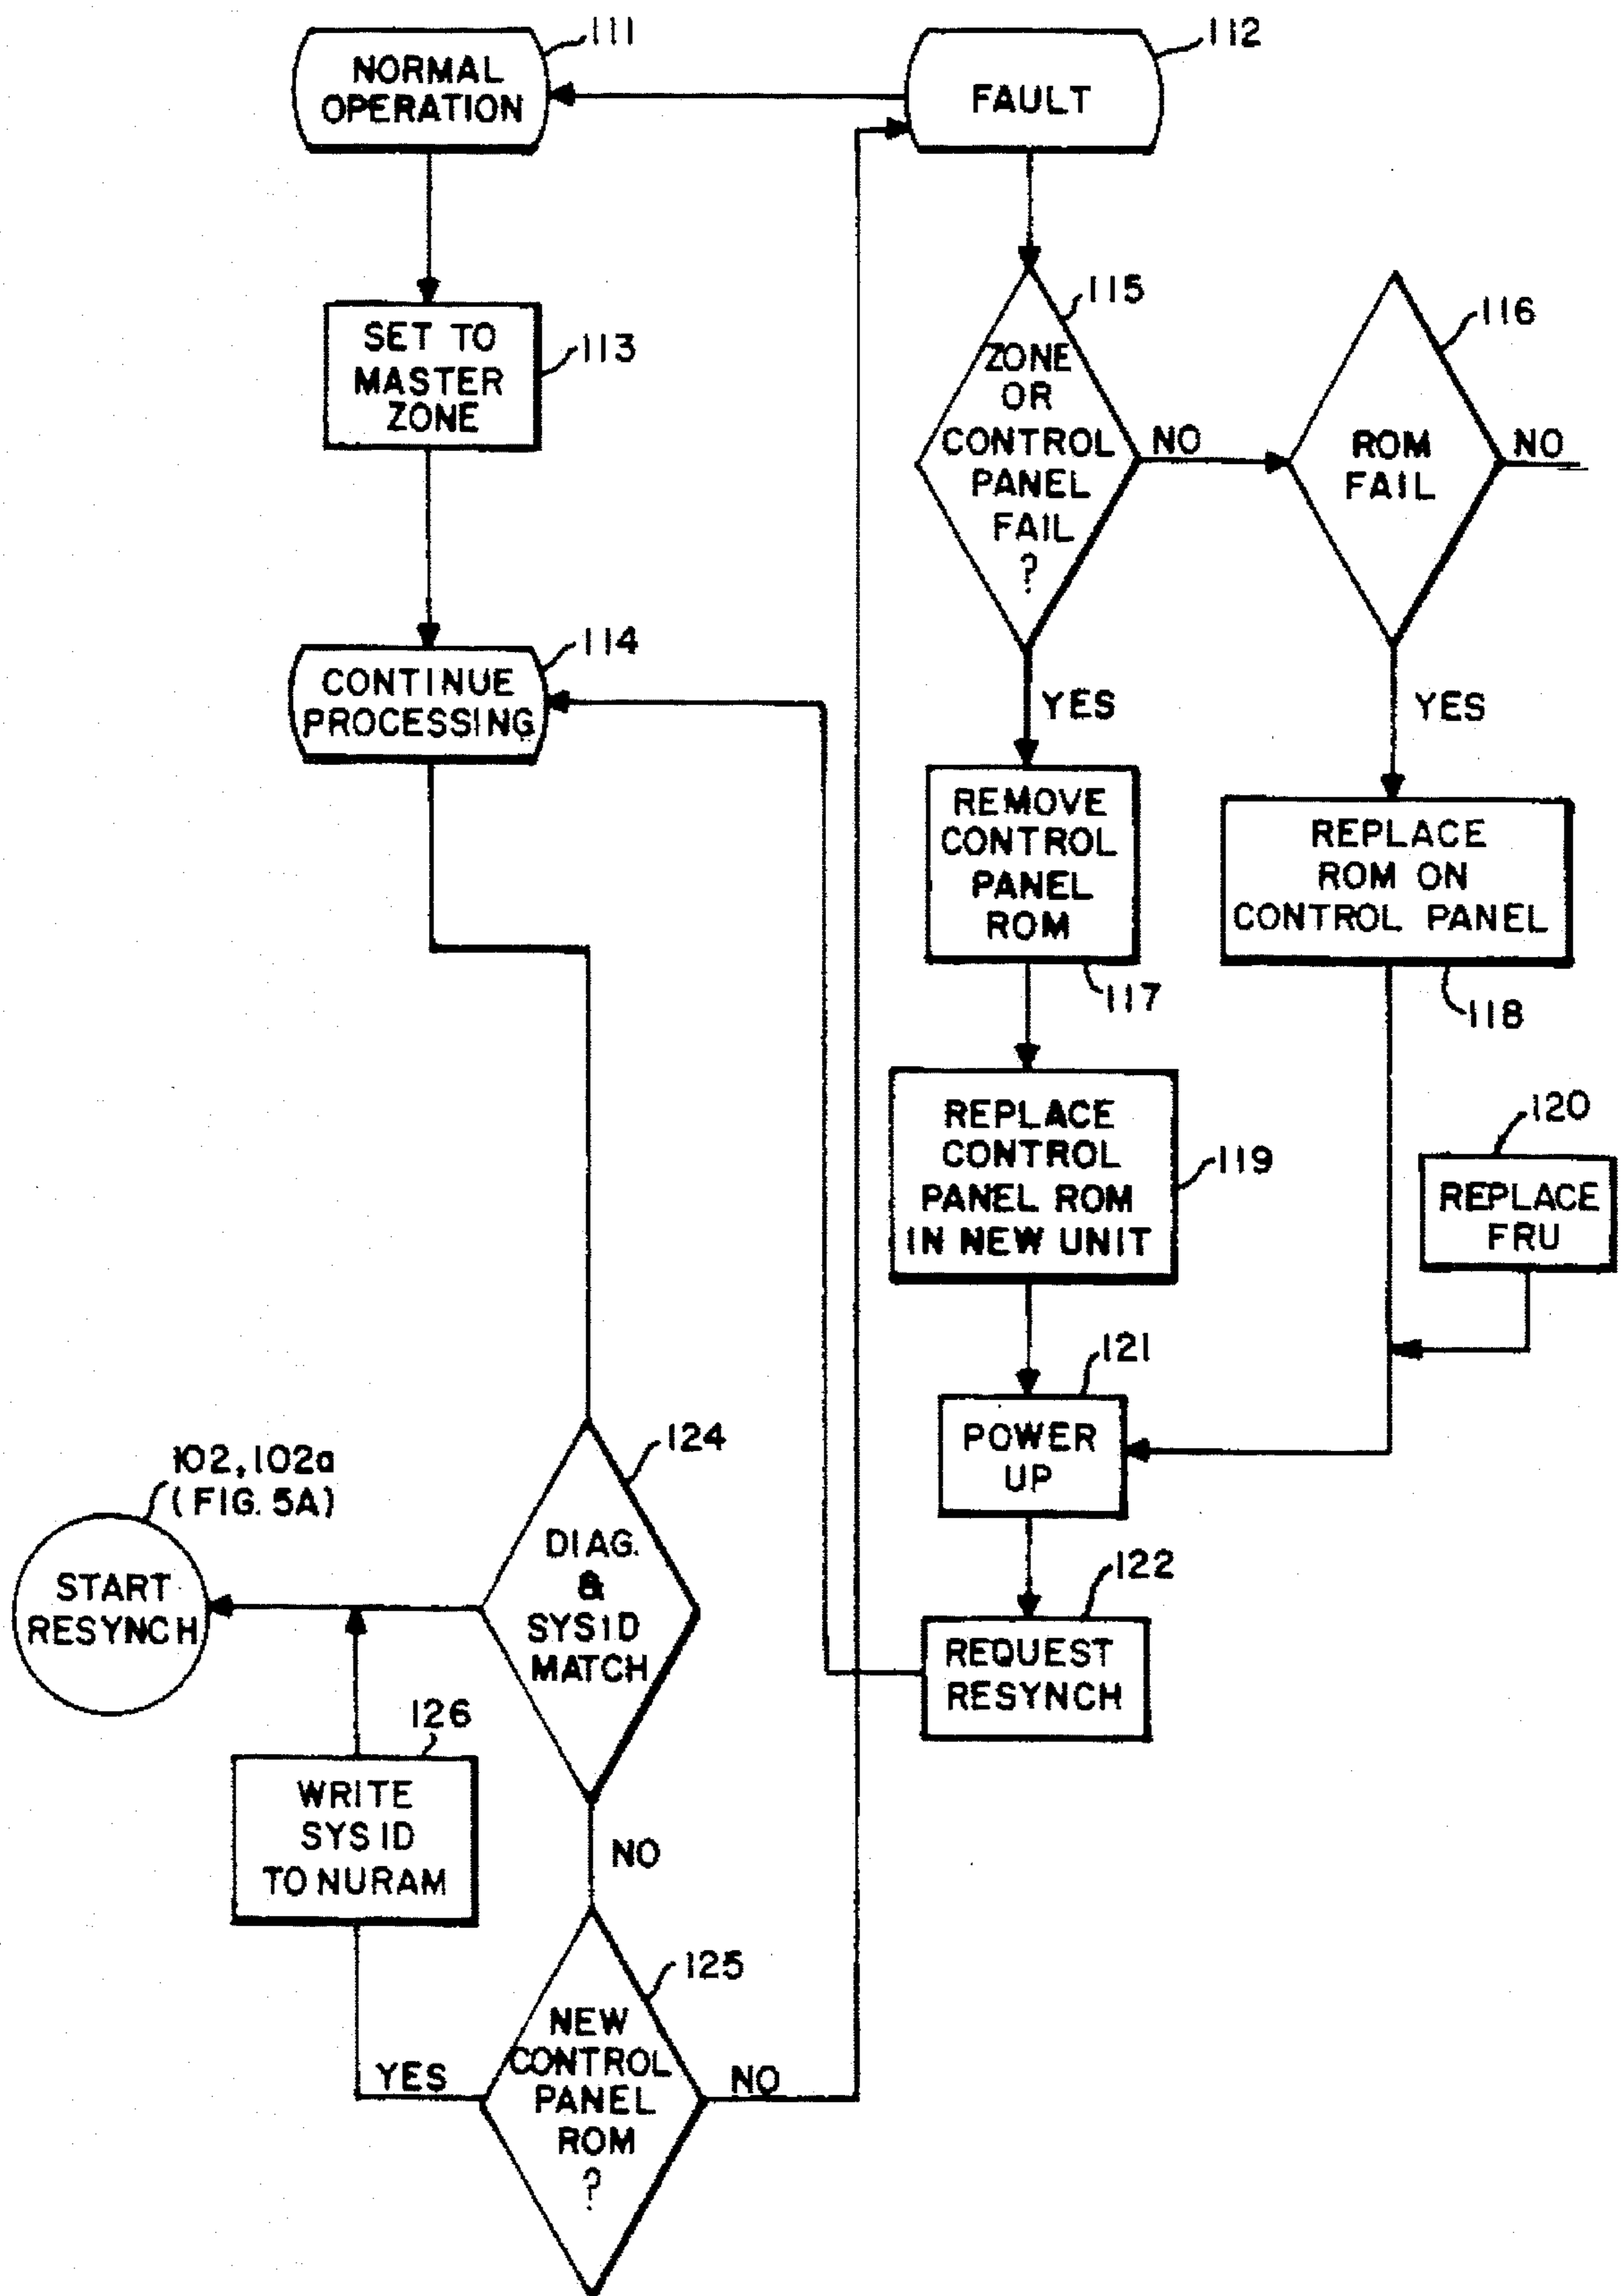 111
NORMAL
OPERATION
112
FAULT
SET TO
MASTER
ZONE
113
115
ZONE
OR
CONTROL
PANEL
FAIL
?
NO
116
ROM
FAIL
NO
114
CONTINUE
PROCESSING
YES
YES
REMOVE
CONTROL
PANEL
ROM
117
REPLACE
ROM ON
CONTROL PANEL
118
REPLACE
CONTROL
PANEL ROM
IN NEW UNIT
119
120
REPLACE
FRU
121
POWER
UP
122
REQUEST
RESYNCH
102, 102a
(FIG. 5A)
START
RESYNCH
124
DIAG.
&
SYSID
MATCH
NO
126
WRITE
SYSID
TO NURAM
125
NEW
CONTROL
PANEL
ROM
?
YES
NO